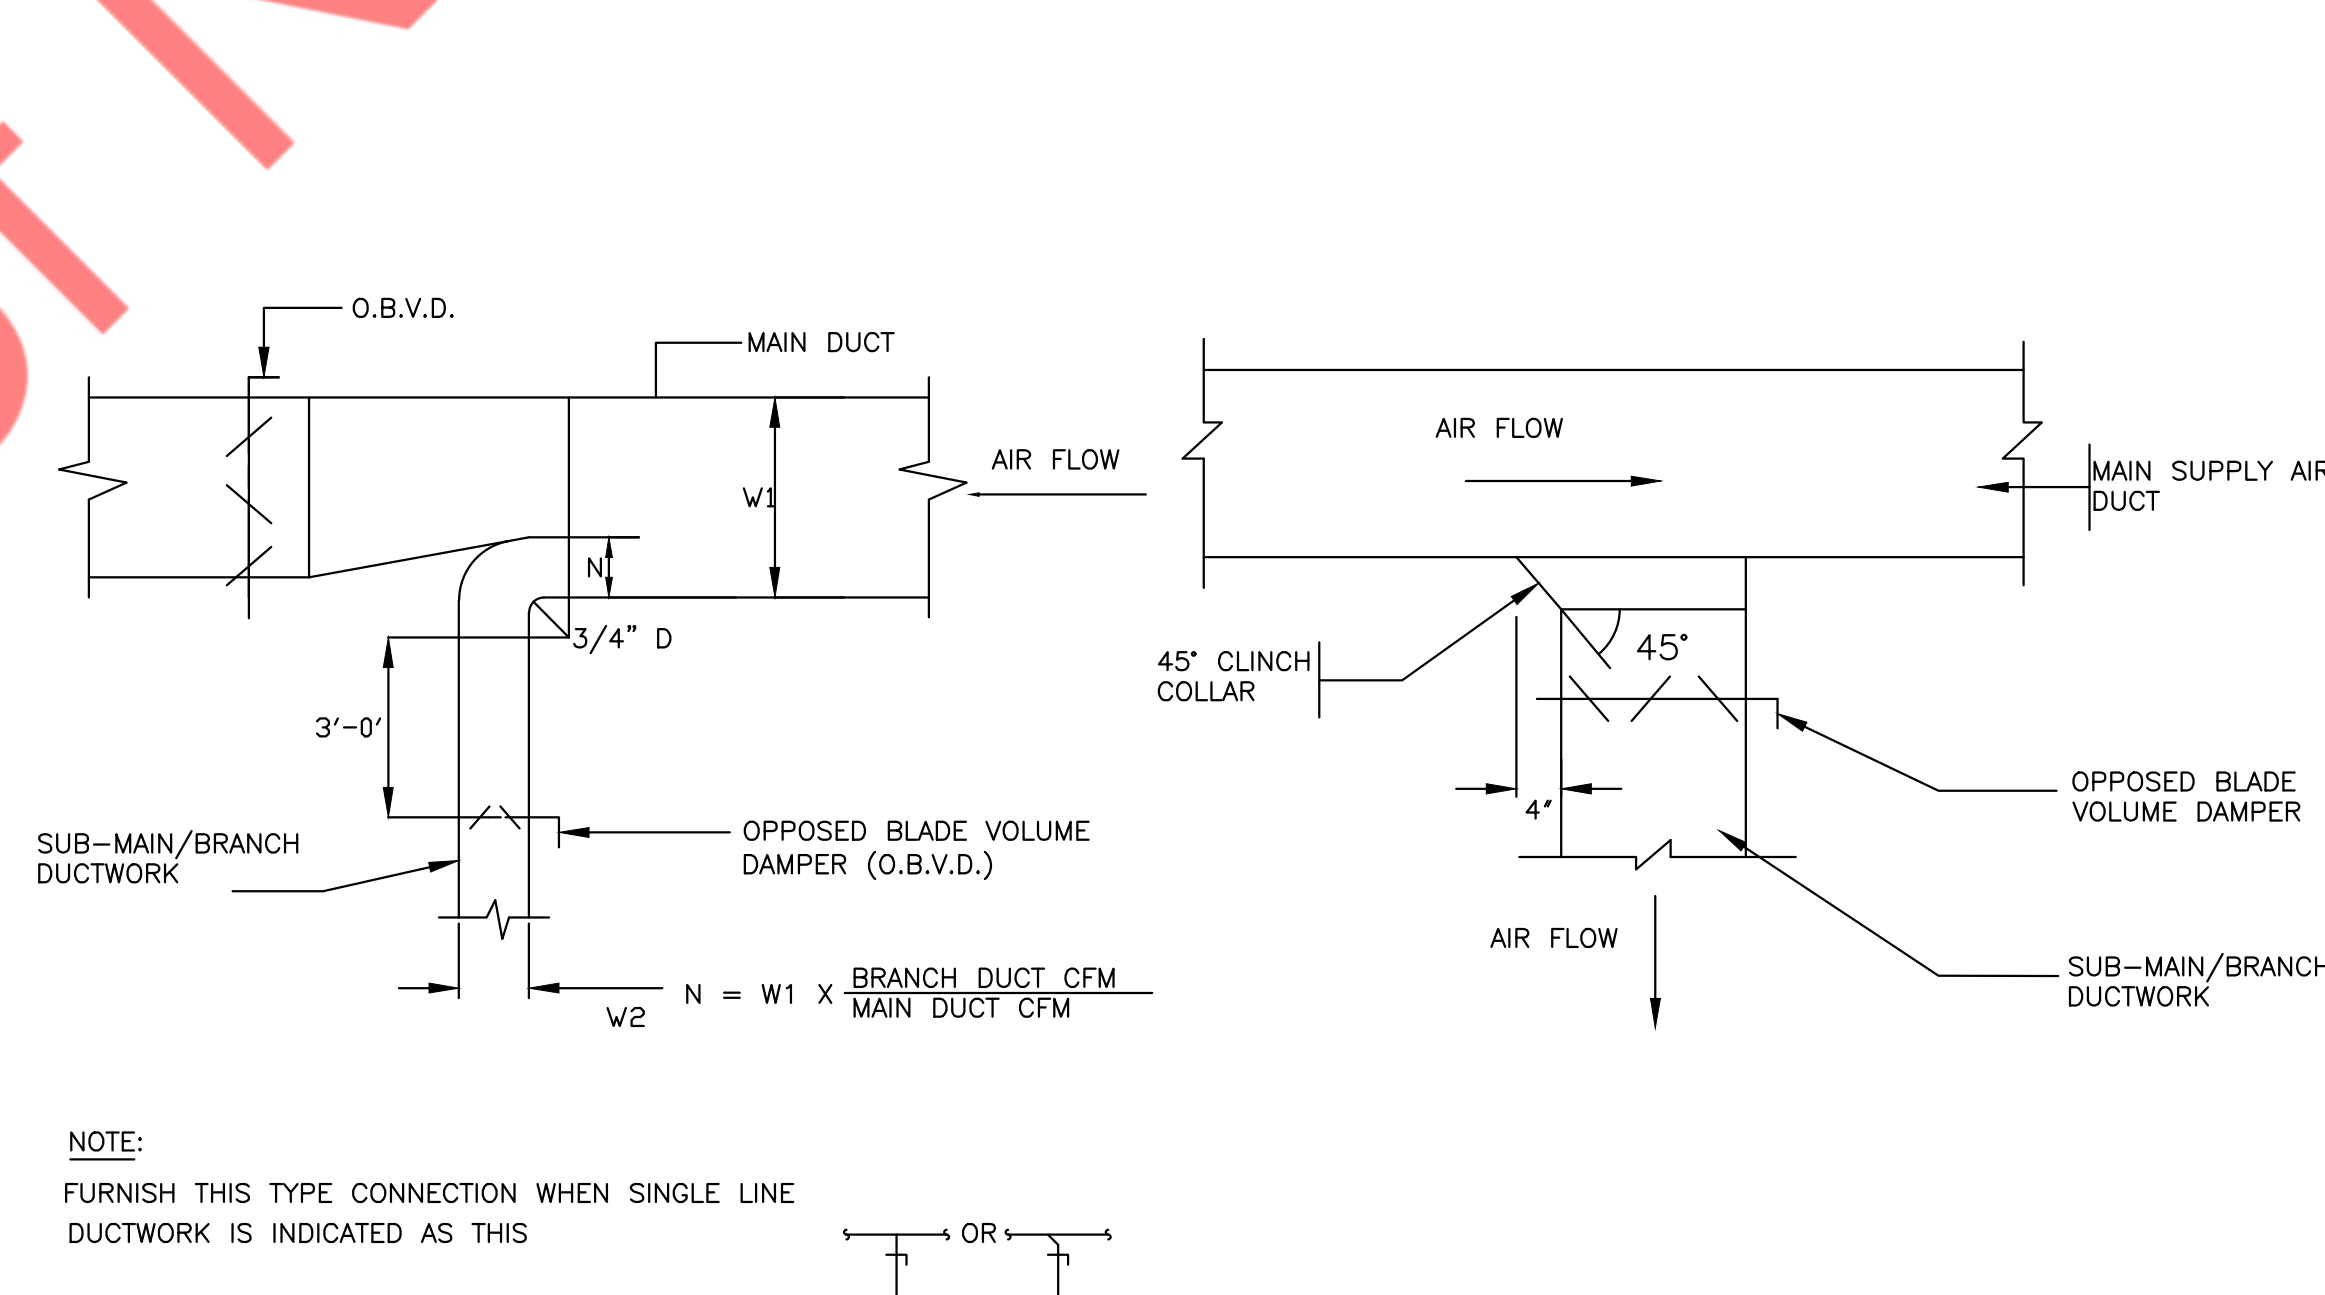 O.B.V.D.
MAIN DUCT
AIR FLOW
W1
N
3/4" D
3'-0'
SUB-MAIN/BRANCH
DUCTWORK
OPPOSED BLADE VOLUME
DAMPER (O.B.V.D.)
W2
N = W1 X BRANCH DUCT CFM
MAIN DUCT CFM
AIR FLOW
MAIN SUPPLY AIR
DUCT
45° CLINCH
COLLAR
45°
4"
OPPOSED BLADE
VOLUME DAMPER
AIR FLOW
SUB-MAIN/BRANCH
DUCTWORK
NOTE:
FURNISH THIS TYPE CONNECTION WHEN SINGLE LINE
DUCTWORK IS INDICATED AS THIS
OR